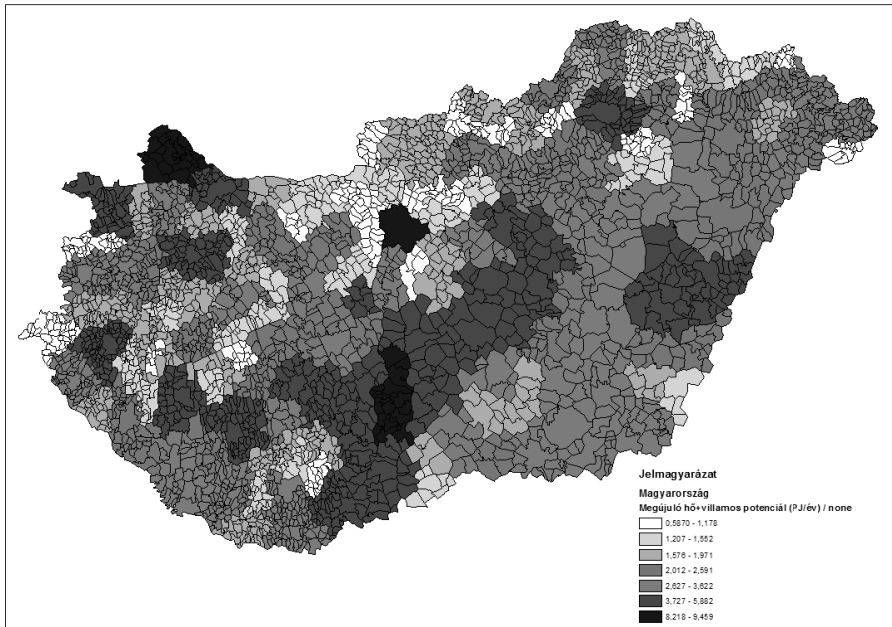 Jelmagyarázat
Magyarország
Megújuló hő+villamos potenciál (PJ/év) / none
0,5870 - 1,178
1,207 - 1,552
1,576 - 1,971
2,012 - 2,591
2,627 - 3,622
3,727 - 5,882
8,218 - 9,459